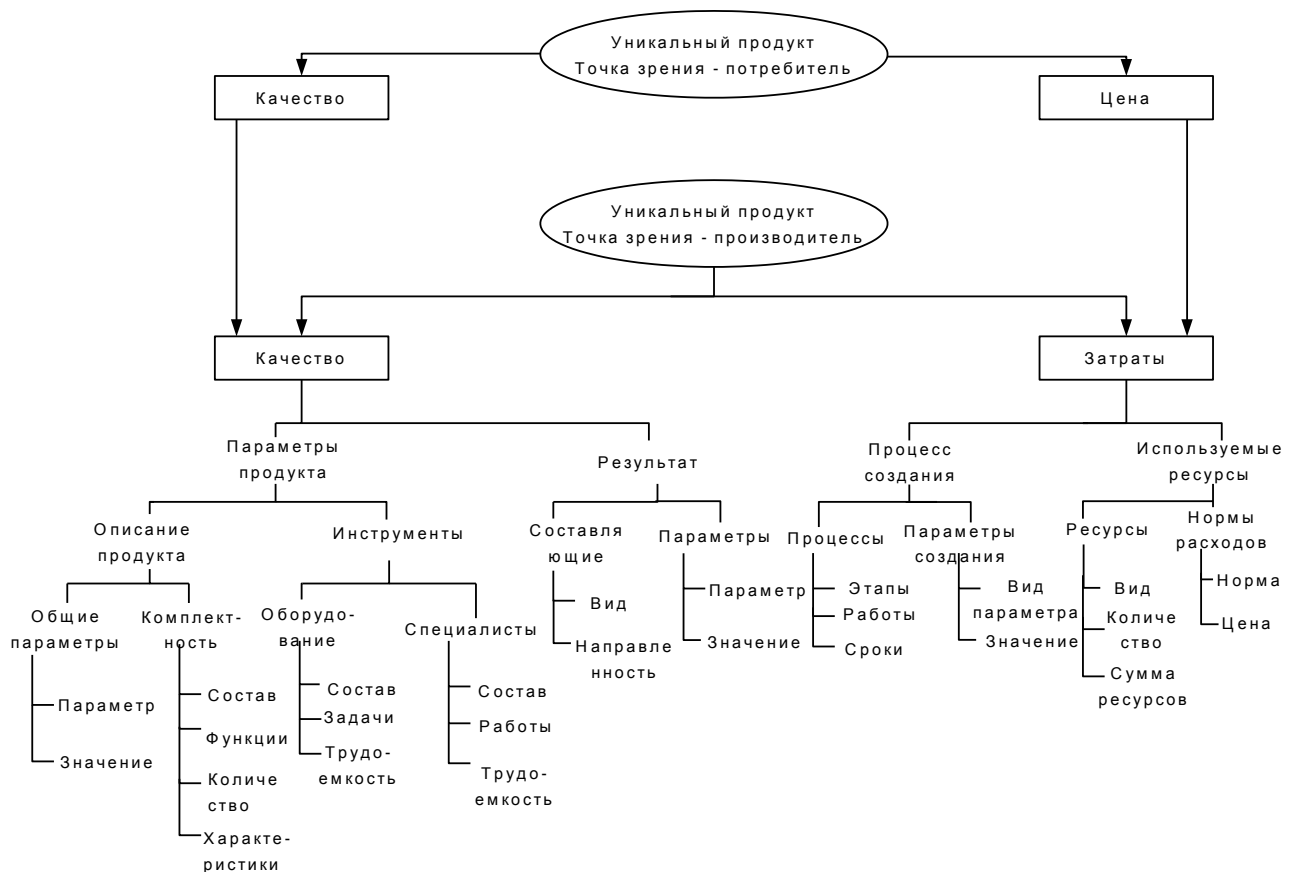 Уникальный продукт
Точка зрения - потребитель
Качество
Цена
Уникальный продукт
Точка зрения - производитель
Качество
Затраты
Параметры
продукта
Результат
Процесс
создания
Используемые
ресурсы
Описание
продукта
Инструменты
Составля
ющие
Параметры
Процессы
Параметры
создания
Ресурсы
Нормы
расходов
Общие
параметры
Параметр
Значение
Комплект-
ность
Состав
Функции
Количе
ство
Характе-
ристики
Оборудо-
вание
Состав
Задачи
Трудо-
емкость
Специалисты
Состав
Работы
Трудо-
емкость
Вид
Направле
нность
Параметр
Значение
Этапы
Работы
Сроки
Вид
параметра
Значение
Вид
Количе
ство
Сумма
ресурсов
Норма
Цена